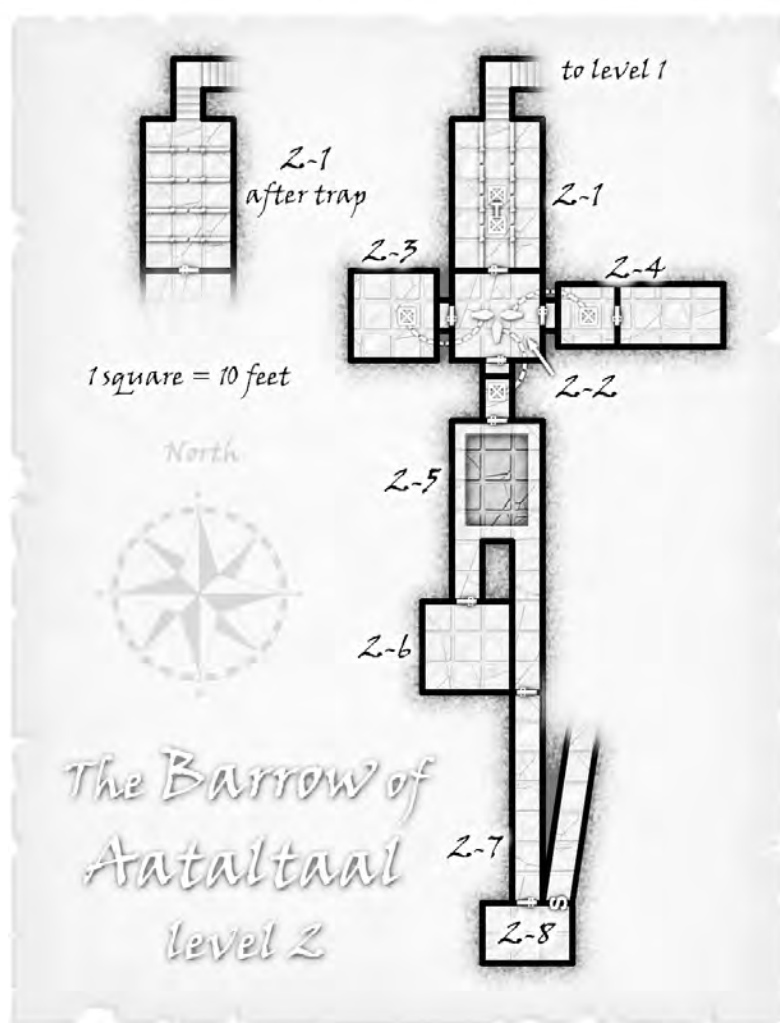 to level 1
2-1
after trap
2-1
2-3
2-4
1 square = 10 feet
2-2
North
2-5
2-6
The Barrow of
Aataltaal
level 2
2-7
S
2-8